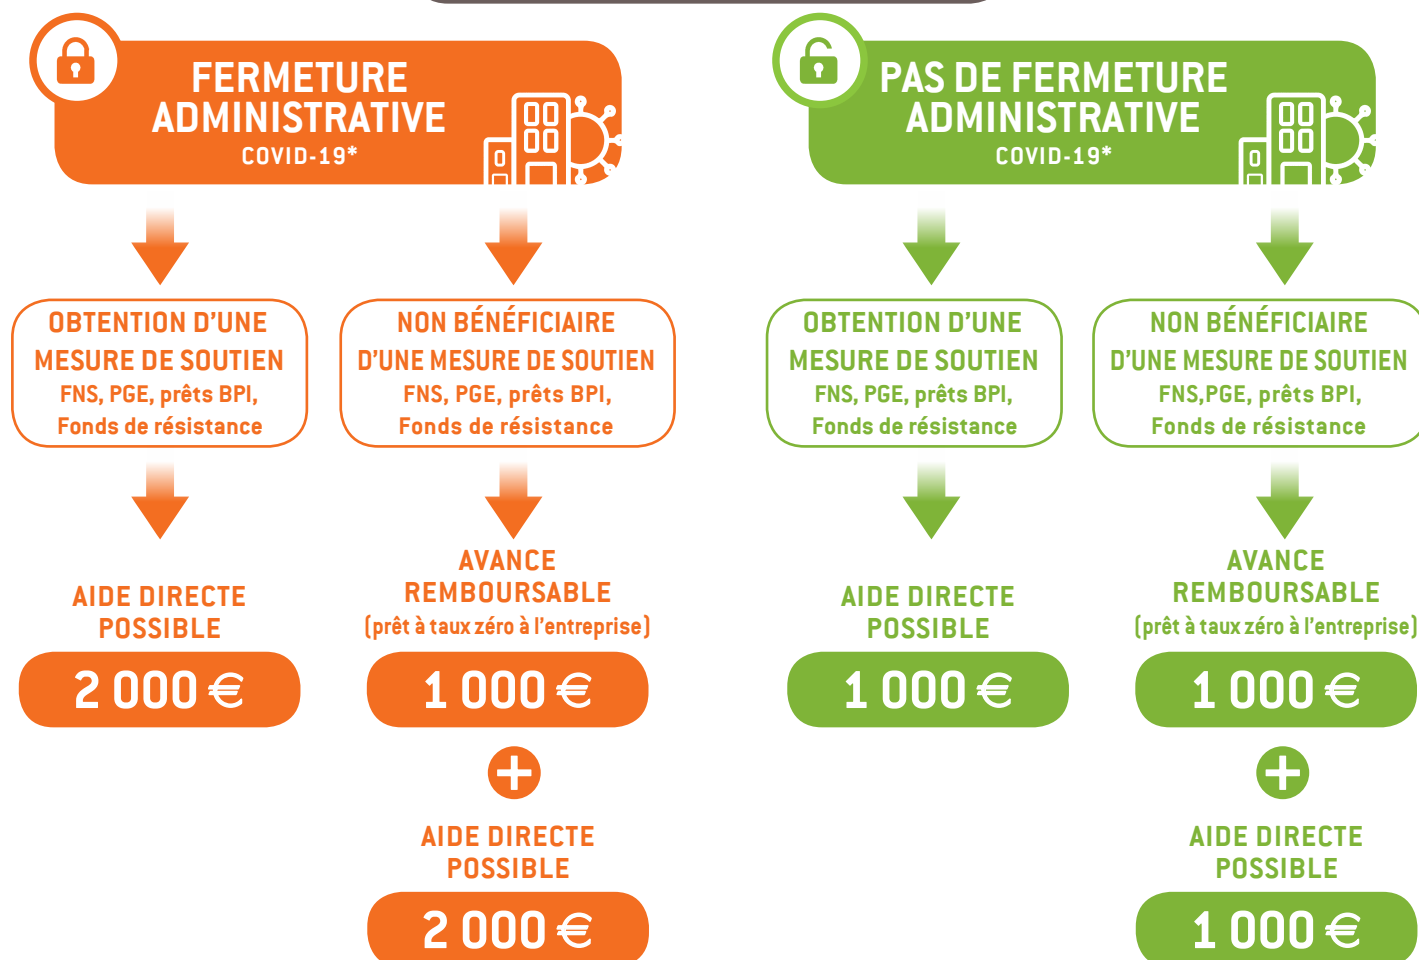 FERMETURE
ADMINISTRATIVE
COVID-19*
OBTENTION D’UNE
MESURE DE SOUTIEN
FNS, PGE, prêts BPI,
Fonds de résistance
AIDE DIRECTE
POSSIBLE
2 000 €
NON BÉNÉFICIAIRE
D’UNE MESURE DE SOUTIEN
FNS, PGE, prêts BPI,
Fonds de résistance
AVANCE
REMBOURSABLE
(prêt à taux zéro à l’entreprise)
1 000 €
+
AIDE DIRECTE
POSSIBLE
2 000 €
PAS DE FERMETURE
ADMINISTRATIVE
COVID-19*
OBTENTION D’UNE
MESURE DE SOUTIEN
FNS, PGE, prêts BPI,
Fonds de résistance
AIDE DIRECTE
POSSIBLE
1 000 €
NON BÉNÉFICIAIRE
D’UNE MESURE DE SOUTIEN
FNS,PGE, prêts BPI,
Fonds de résistance
AVANCE
REMBOURSABLE
(prêt à taux zéro à l’entreprise)
1 000 €
+
AIDE DIRECTE
POSSIBLE
1 000 €